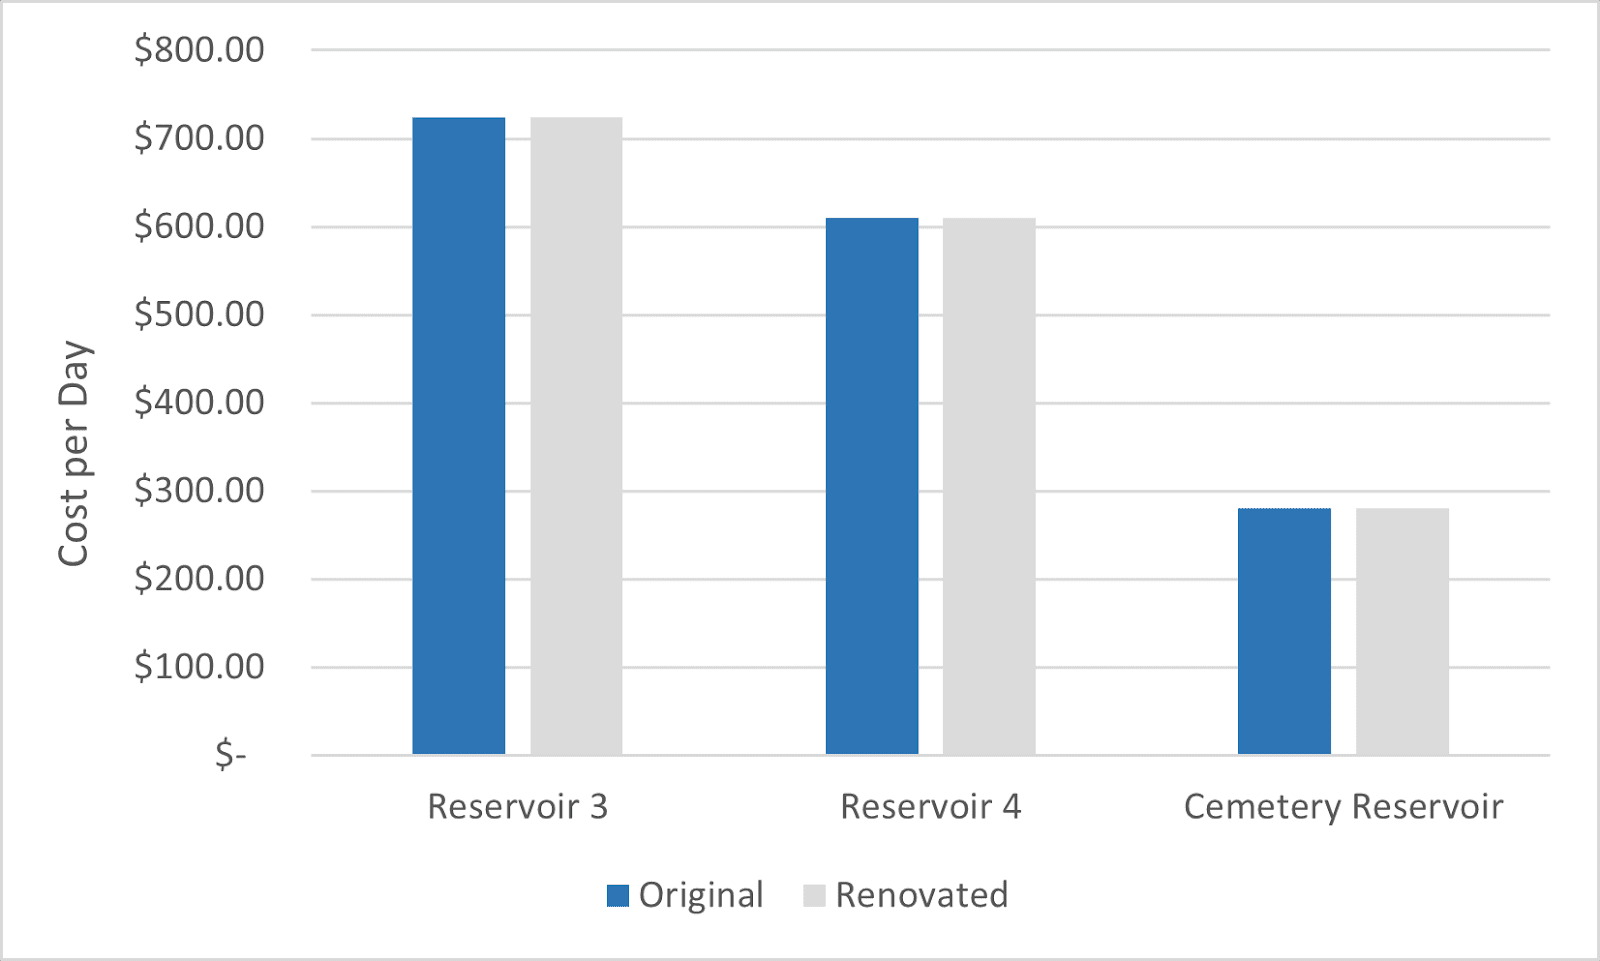 $800.00
$700.00
$600.00
$500.00
$400.00
$300.00
$200.00
$100.00
$-
Cost per Day
Reservoir 3
Reservoir 4
Cemetery Reservoir
Original
Renovated